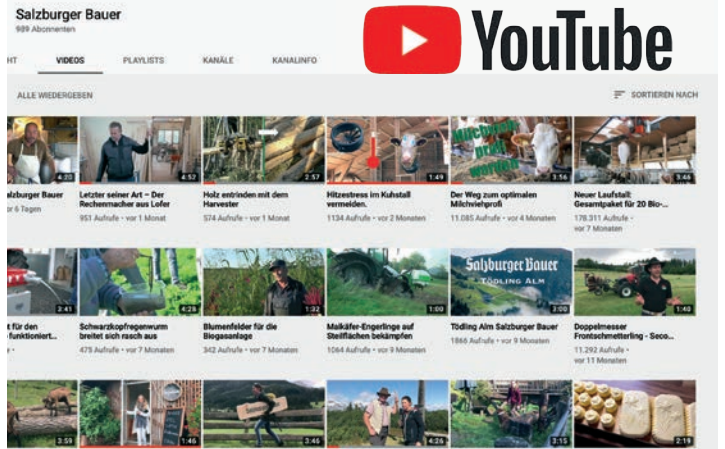 Salzburger Bauer
989 Abonnenten
YouTube
HT VIDEOS PLAYLISTS KANÄLE KANALINFO
ALLE WIEDERGEBEN
SORTIEREN NACH
4:20
4:52
2:57
1:49
Milchvieh
profi
werden
3:56
3:46
alzburger Bauer
or 6 Tagen
Letzter seiner Art – Der
Rechenmacher aus Lofer
951 Aufrufe • vor 1 Monat
Holz entrinden mit dem
Harvester
574 Aufrufe • vor 1 Monat
Hitzestress im Kuhstall
vermeiden.
1134 Aufrufe • vor 2 Monaten
Der Weg zum optimalen
Milchviehprofi
11.085 Aufrufe • vor 4 Monaten
Neuer Laufstall:
Gesamtpaket für 20 Bio-...
178.311 Aufrufe •
vor 7 Monaten
3:41
4:28
1:32
1:00
Salzburger Bauer
TÖDLING ALM
3:00
1:40
t für den
funktioniert...
Schwarzkopfregenwurm
breitet sich rasch aus
475 Aufrufe • vor 7 Monaten
Blumenfelder für die
Biogasanlage
342 Aufrufe • vor 7 Monaten
Maikäfer-Engerlinge auf
Steilflächen bekämpfen
1064 Aufrufe • vor 9 Monaten
Tödling Alm Salzburger Bauer
1866 Aufrufe • vor 9 Monaten
Doppelmesser
Frontschmetterling - Seco...
11.292 Aufrufe •
vor 11 Monaten
3:59
1:46
3:46
4:26
3:15
2:19